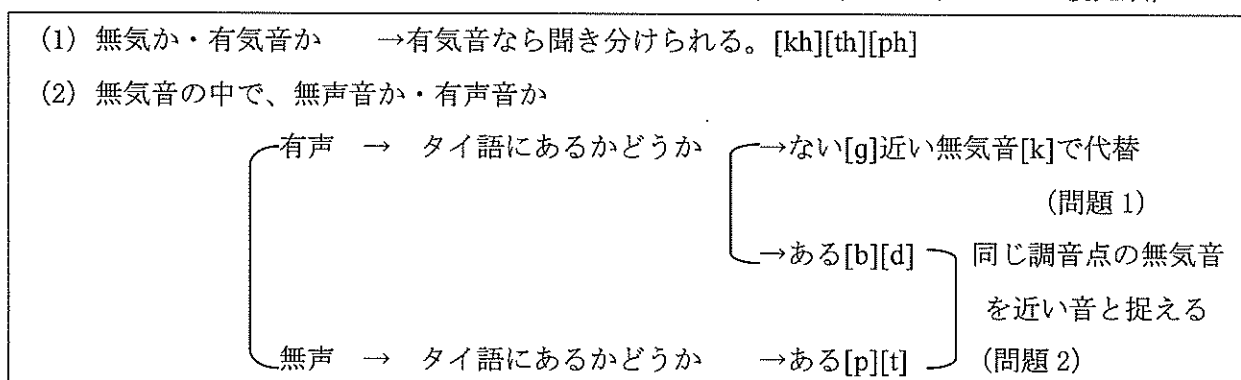 (1) 無気か・有気音か　→有気音なら聞き分けられる。[kh][th][ph]
(2) 無気音の中で、無声音か・有声音か
有声　→　タイ語にあるかどうか　→ない[g]近い無気音[k]で代替
(問題 1)
→ある[b][d]　同じ調音点の無気音
を近い音と捉える
無声　→　タイ語にあるかどうか　→ある[p][t]　(問題 2)